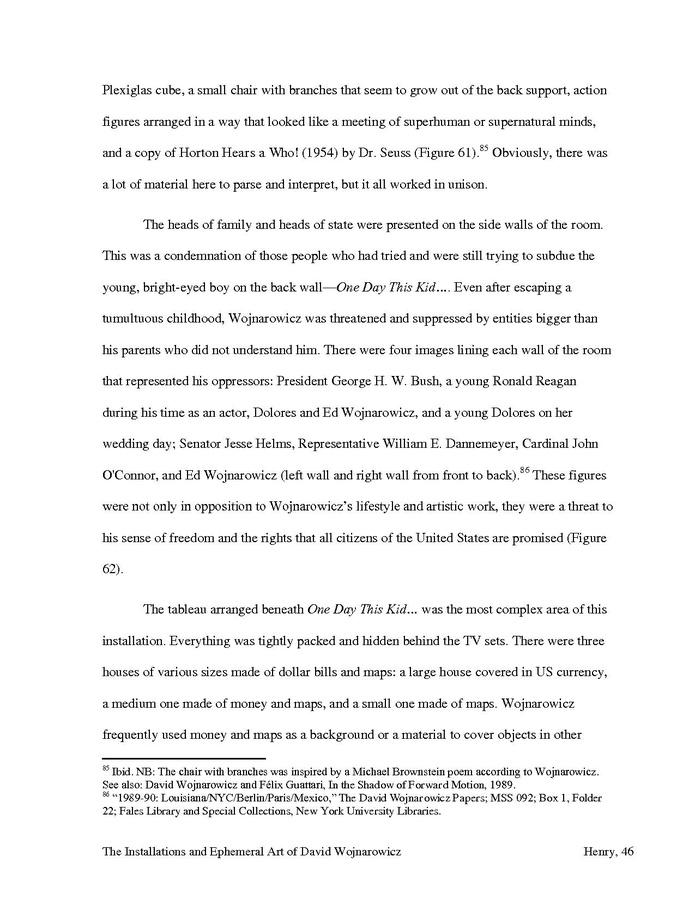 Plexiglas cube, a small chair with branches that seem to grow out of the back support, action
figures arranged in a way that looked like a meeting of superhuman or supernatural minds,
and a copy of Horton Hears a Who! (1954) by Dr. Seuss (Figure 61).85 Obviously, there was
a lot of material here to parse and interpret, but it all worked in unison.
The heads of family and heads of state were presented on the side walls of the room.
This was a condemnation of those people who had tried and were still trying to subdue the
young, bright-eyed boy on the back wall—One Day This Kid…. Even after escaping a
tumultuous childhood, Wojnarowicz was threatened and suppressed by entities bigger than
his parents who did not understand him. There were four images lining each wall of the room
that represented his oppressors: President George H. W. Bush, a young Ronald Reagan
during his time as an actor, Dolores and Ed Wojnarowicz, and a young Dolores on her
wedding day; Senator Jesse Helms, Representative William E. Dannemeyer, Cardinal John
O'Connor, and Ed Wojnarowicz (left wall and right wall from front to back).86 These figures
were not only in opposition to Wojnarowicz’s lifestyle and artistic work, they were a threat to
his sense of freedom and the rights that all citizens of the United States are promised (Figure
62).
The tableau arranged beneath One Day This Kid… was the most complex area of this
installation. Everything was tightly packed and hidden behind the TV sets. There were three
houses of various sizes made of dollar bills and maps: a large house covered in US currency,
a medium one made of money and maps, and a small one made of maps. Wojnarowicz
frequently used money and maps as a background or a material to cover objects in other
85 Ibid. NB: The chair with branches was inspired by a Michael Brownstein poem according to Wojnarowicz.
See also: David Wojnarowicz and Félix Guattari, In the Shadow of Forward Motion, 1989.
86 “1989-90: Louisiana/NYC/Berlin/Paris/Mexico,” The David Wojnarowicz Papers; MSS 092; Box 1, Folder
22; Fales Library and Special Collections, New York University Libraries.
The Installations and Ephemeral Art of David Wojnarowicz Henry, 46